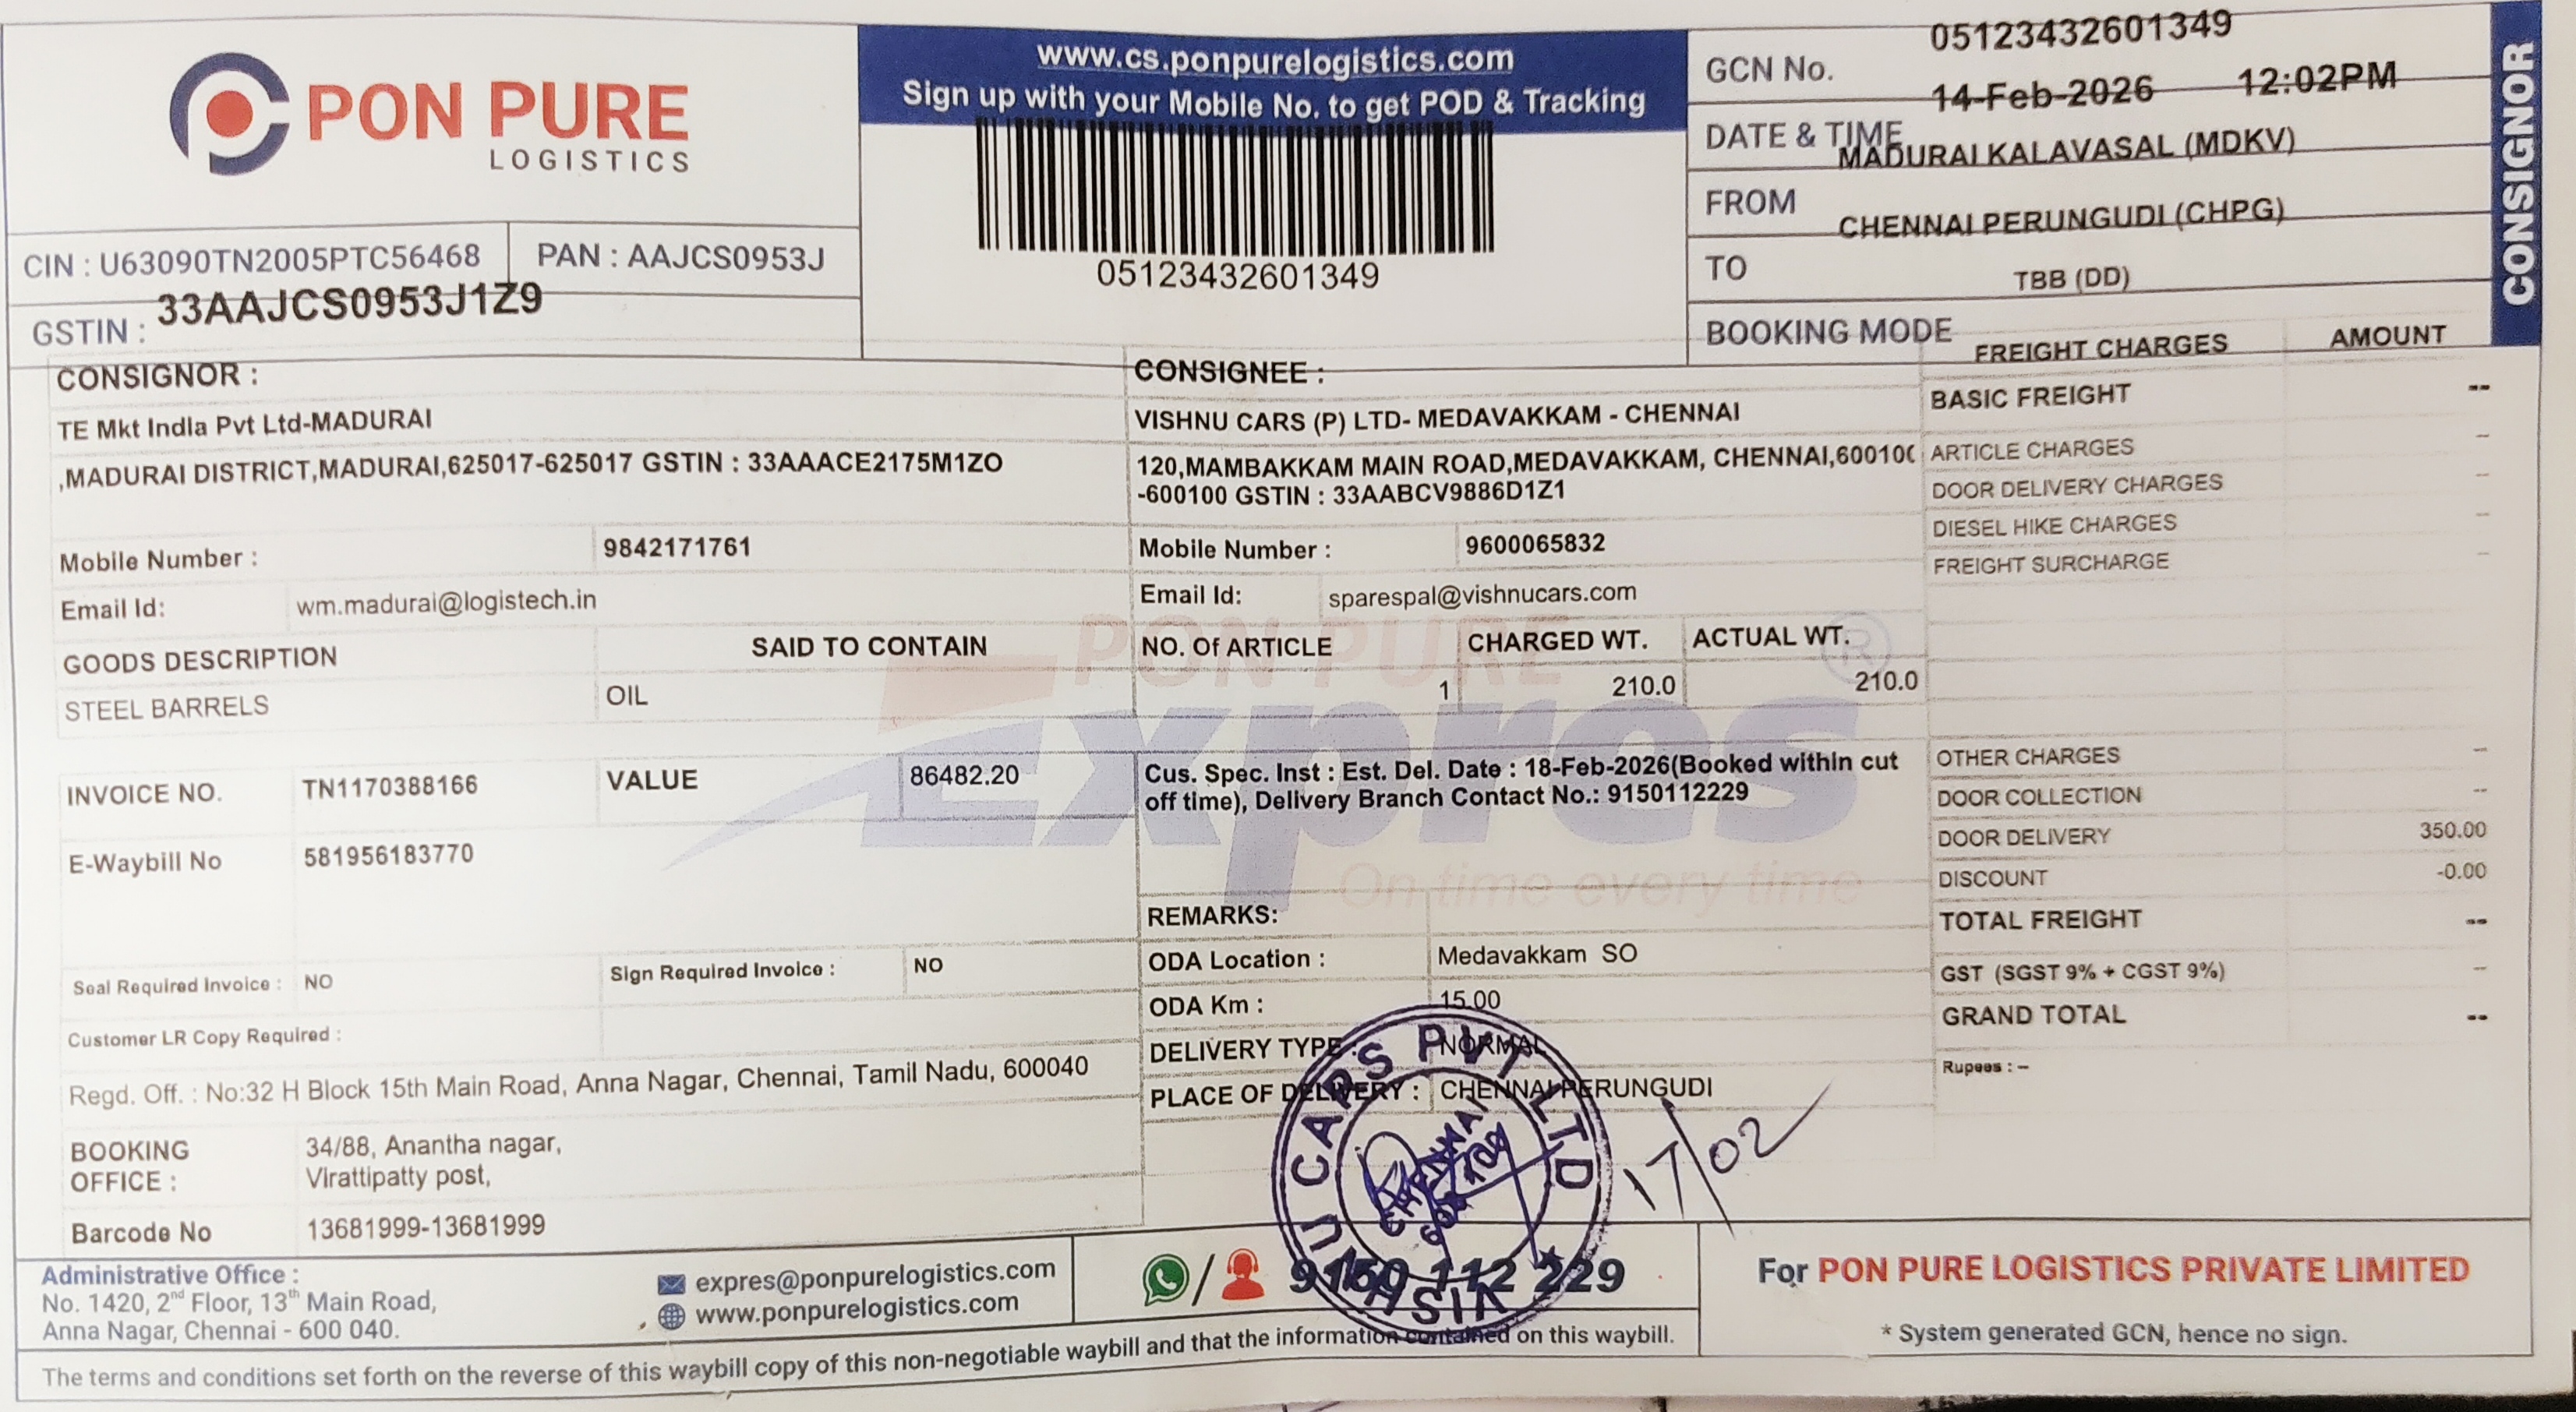 PON PURE
LOGISTICS
CIN : U63090TN2005PTC56468
PAN : AAJCS0953J
GSTIN : 33AAJCS0953J1Z9
www.cs.ponpurelogistics.com
Sign up with your Mobile No. to get POD & Tracking
05123432601349
GCN No. 05123432601349
DATE & TIME 14-Feb-2026 12:02PM
FROM MADURAI KALAVASAL (MDKV)
TO CHENNAI PERUNGUDI (CHPG)
BOOKING MODE TBB (DD)
CONSIGNOR
CONSIGNOR :
TE Mkt India Pvt Ltd-MADURAI
,MADURAI DISTRICT,MADURAI,625017-625017 GSTIN : 33AAACE2175M1ZO
Mobile Number : 9842171761
Email Id: wm.madurai@logistech.in
CONSIGNEE :
VISHNU CARS (P) LTD- MEDAVAKKAM - CHENNAI
120,MAMBAKKAM MAIN ROAD,MEDAVAKKAM, CHENNAI,600100
-600100 GSTIN : 33AABCV9886D1Z1
Mobile Number : 9600065832
Email Id: sparespal@vishnucars.com
FREIGHT CHARGES AMOUNT
BASIC FREIGHT --
ARTICLE CHARGES --
DOOR DELIVERY CHARGES --
DIESEL HIKE CHARGES --
FREIGHT SURCHARGE --
GOODS DESCRIPTION SAID TO CONTAIN NO. Of ARTICLE CHARGED WT. ACTUAL WT.
STEEL BARRELS OIL 1 210.0 210.0
PON PURE
Expres
On time every time
INVOICE NO. TN1170388166 VALUE 86482.20
E-Waybill No 581956183770
Cus. Spec. Inst : Est. Del. Date : 18-Feb-2026(Booked within cut
off time), Delivery Branch Contact No.: 9150112229
OTHER CHARGES --
DOOR COLLECTION --
DOOR DELIVERY 350.00
DISCOUNT -0.00
TOTAL FREIGHT --
GST (SGST 9% + CGST 9%) --
GRAND TOTAL --
Rupees : --
Seal Required Invoice : NO
Sign Required Invoice : NO
Customer LR Copy Required :
REMARKS:
ODA Location : Medavakkam SO
ODA Km : 15.00
DELIVERY TYPE : NORMAL
PLACE OF DELIVERY : CHENNAI PERUNGUDI
Regd. Off. : No:32 H Block 15th Main Road, Anna Nagar, Chennai, Tamil Nadu, 600040
BOOKING OFFICE : 34/88, Anantha nagar,
Virattipatty post,
Barcode No 13681999-13681999
VISHNU CARS PVT LTD
CHENNAI
17/02
Administrative Office :
No. 1420, 2nd Floor, 13th Main Road,
Anna Nagar, Chennai - 600 040.
expres@ponpurelogistics.com
www.ponpurelogistics.com
9150 112 229
For PON PURE LOGISTICS PRIVATE LIMITED
* System generated GCN, hence no sign.
The terms and conditions set forth on the reverse of this waybill copy of this non-negotiable waybill and that the information contained on this waybill.